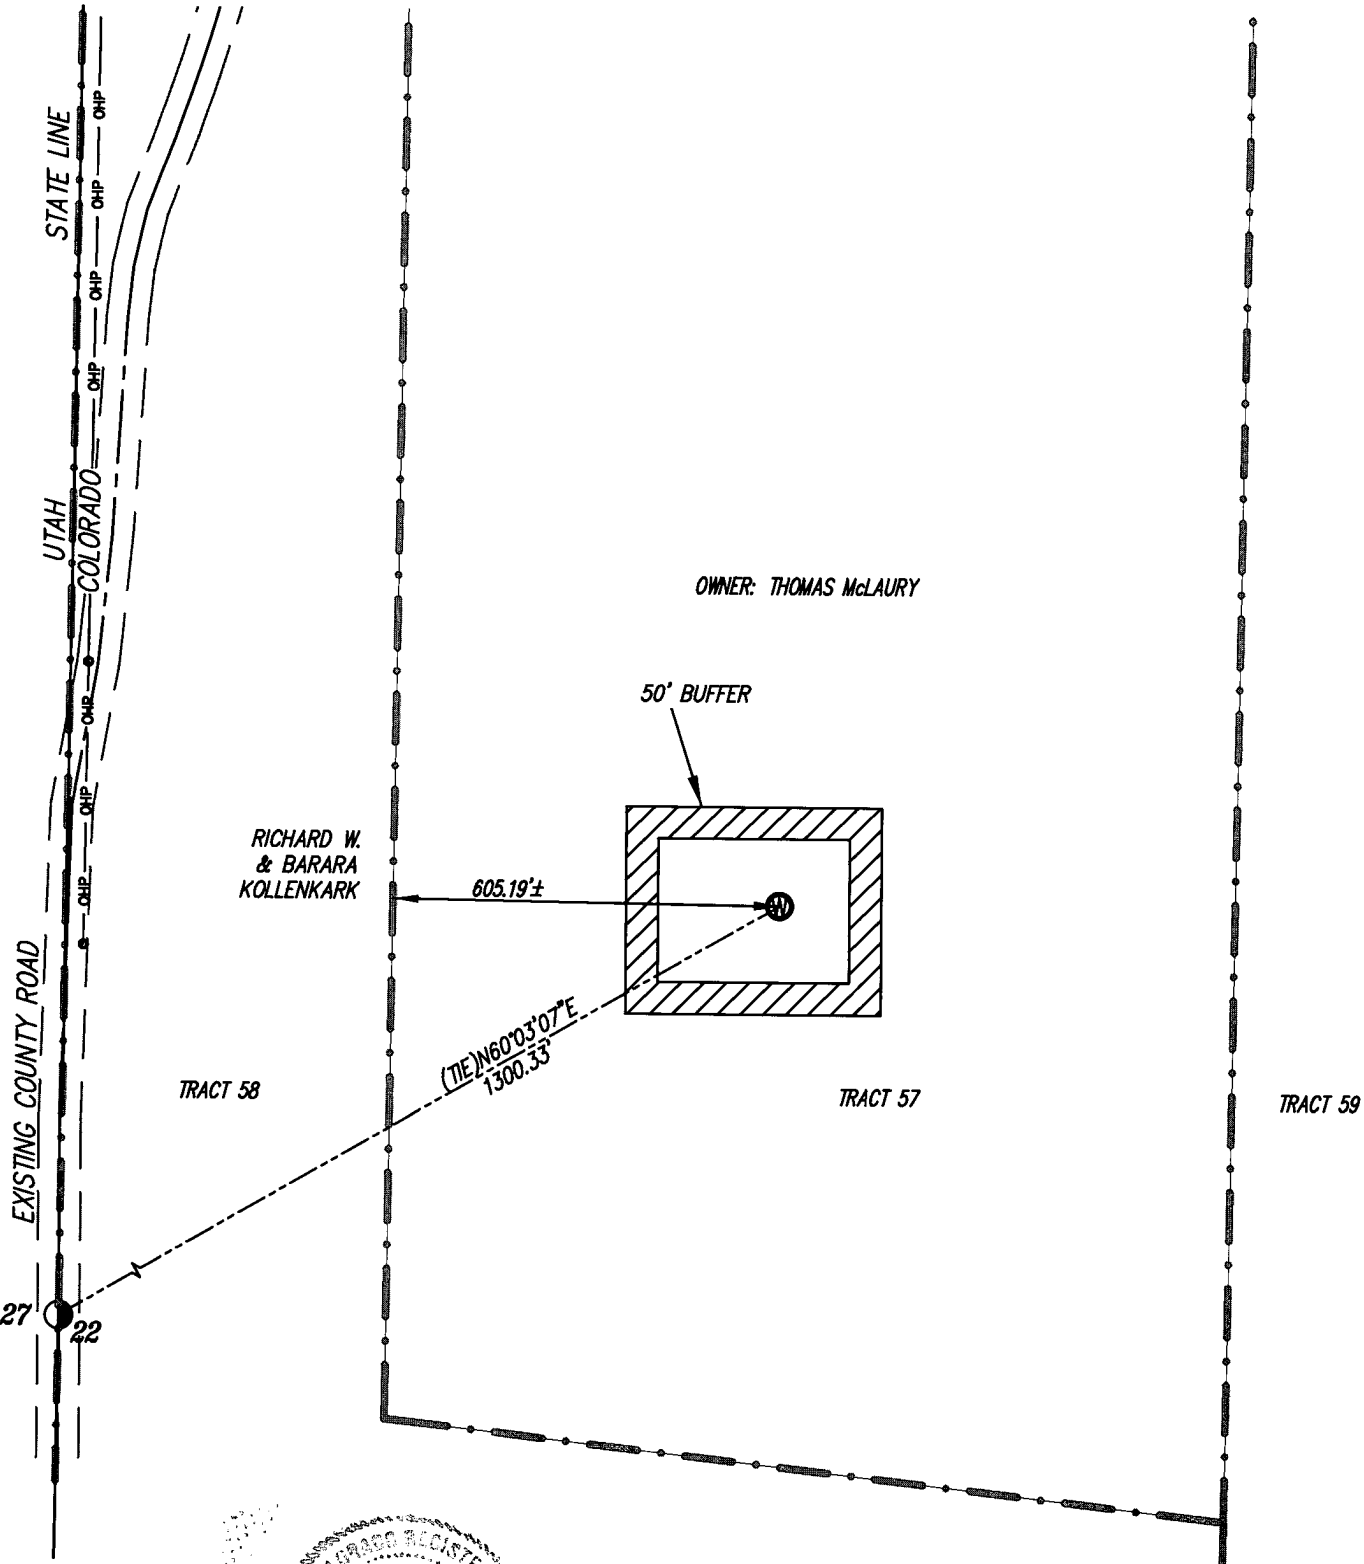 STATE LINE
OHP
OHP
OHP
OHP
UTAH
COLORADO
OWNER: THOMAS McLAURY
50' BUFFER
OHP
OHP
OHP
RICHARD W.
& BARARA
KOLLENKARK
605.19'±
W
EXISTING COUNTY ROAD
(TIE)N60°03'07"E
1300.33'
TRACT 58
TRACT 57
TRACT 59
27
22